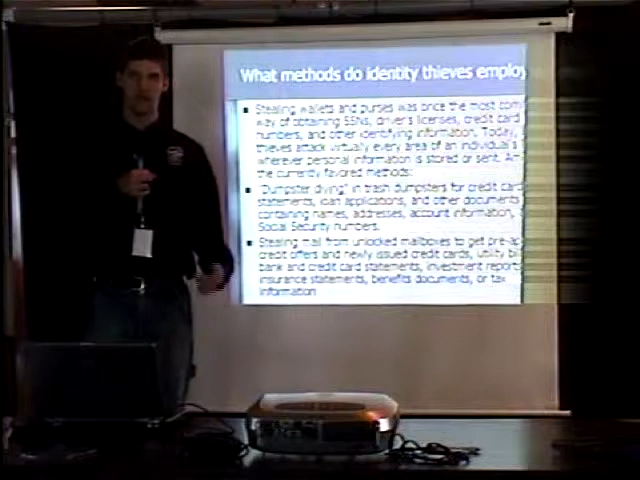 What methods do identity thieves employ
Stealing wallets and purses was once the most com
way of obtaining SSNs, driver's licenses, credit card
numbers, and other identifying information. Today,
thieves attack virtually every area of an individual's
wherever personal information is stored or sent. Am
the currently favored methods:
"Dumpster diving" in trash dumpsters for credit card
statements, loan applications, and other documents
containing names, addresses, account information,
Social Security numbers.
Stealing mail from unlocked mailboxes to get pre-ap
credit offers and newly issued credit cards, utility bil
bank and credit card statements, investment report
insurance statements, benefits documents, or tax
information